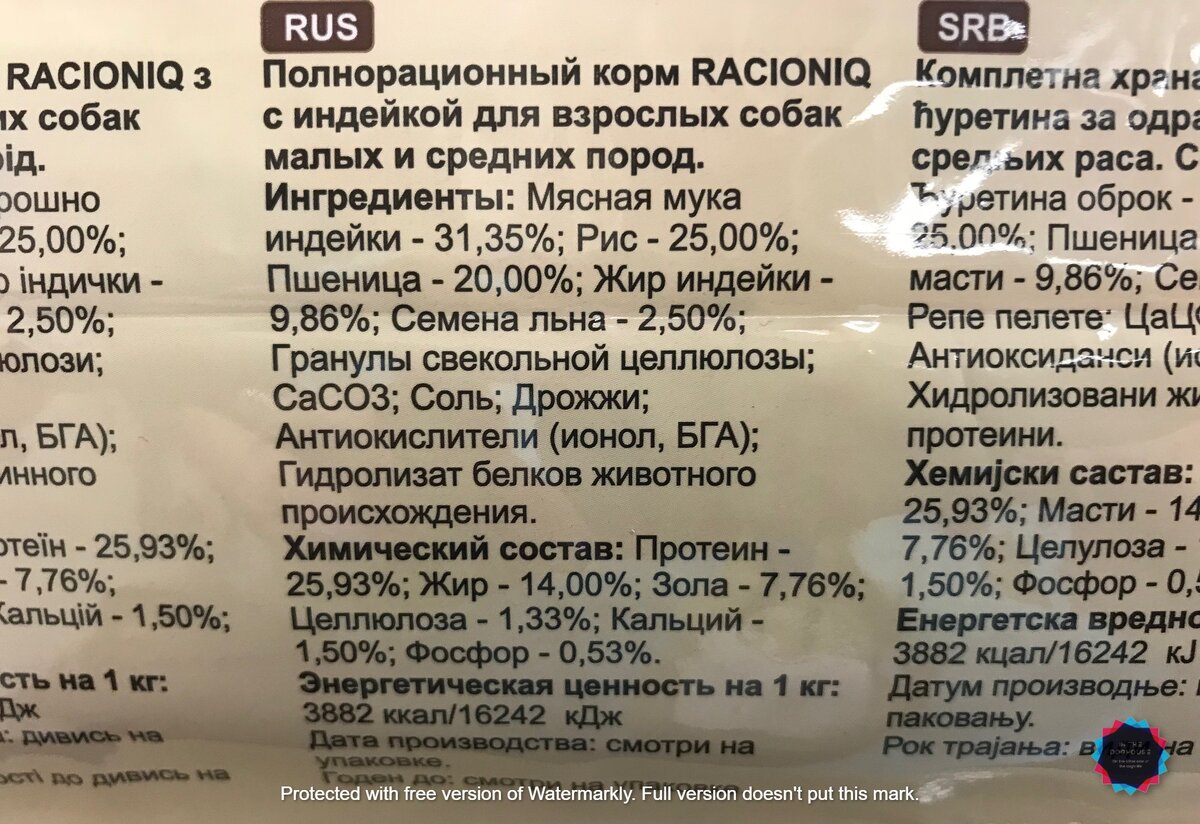 RACIONIQ з
их собак
рід.
рошно
25,00%;
р індички -
2,50%;
юлози;
л, БГА);
инного
отеїн - 25,93%;
- 7,76%;
Кальцій - 1,50%;
сть на 1 кг:
Дж
: дивись на
ості до дивись на
RUS
Полнорационный корм RACIONIQ
с индейкой для взрослых собак
малых и средних пород.
Ингредиенты: Мясная мука
индейки - 31,35%; Рис - 25,00%;
Пшеница - 20,00%; Жир индейки -
9,86%; Семена льна - 2,50%;
Гранулы свекольной целлюлозы;
CaCO3; Соль; Дрожжи;
Антиокислители (ионол, БГА);
Гидролизат белков животного
происхождения.
Химический состав: Протеин -
25,93%; Жир - 14,00%; Зола - 7,76%;
Целлюлоза - 1,33%; Кальций -
1,50%; Фосфор - 0,53%.
Энергетическая ценность на 1 кг:
3882 ккал/16242 кДж
Дата производства: смотри на
упаковке.
Годен до: смотри на упаковке
SRB
Комплетна храна
ћуретина за одра
средњих раса. С
Ћуретина оброк -
25,00%; Пшеница
масти - 9,86%; Се
Репе пелете; ЦаЦ
Антиоксиданси (ио
Хидролизовани жи
протеини.
Хемијски састав:
25,93%; Масти - 14
7,76%; Целулоза -
1,50%; Фосфор - 0,5
Енергетска вредно
3882 кцал/16242 кЈ
Датум производње:
паковању.
Рок трајања: на
Protected with free version of Watermarkly. Full version doesn't put this mark.